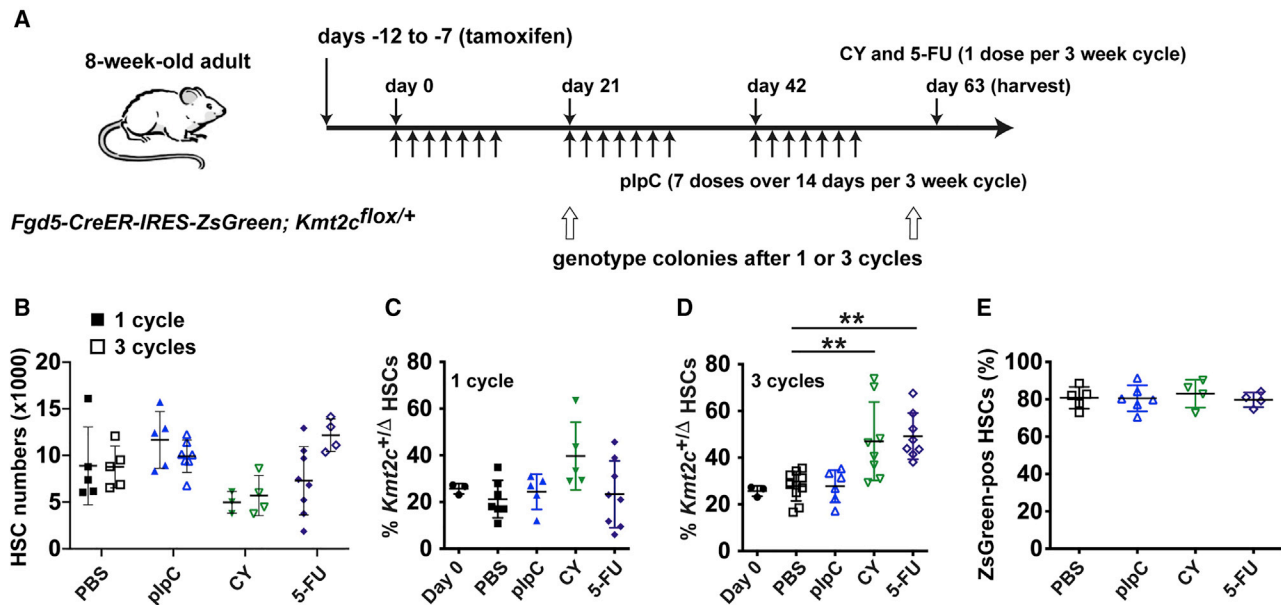 A
days -12 to -7 (tamoxifen)
8-week-old adult
CY and 5-FU (1 dose per 3 week cycle)
day 0
day 21
day 42
day 63 (harvest)
pIpC (7 doses over 14 days per 3 week cycle)
Fgd5-CreER-IRES-ZsGreen; Kmt2c^flox/+
genotype colonies after 1 or 3 cycles
B
1 cycle
3 cycles
HSC numbers (x1000)
20
15
10
5
0
PBS
pIpC
CY
5-FU
C
1 cycle
% Kmt2c^+/Δ HSCs
80
60
40
20
0
Day 0
PBS
pIpC
CY
5-FU
D
**
**
3 cycles
% Kmt2c^+/Δ HSCs
80
60
40
20
0
Day 0
PBS
pIpC
CY
5-FU
E
ZsGreen-pos HSCs (%)
100
80
60
40
20
0
PBS
pIpC
CY
5-FU